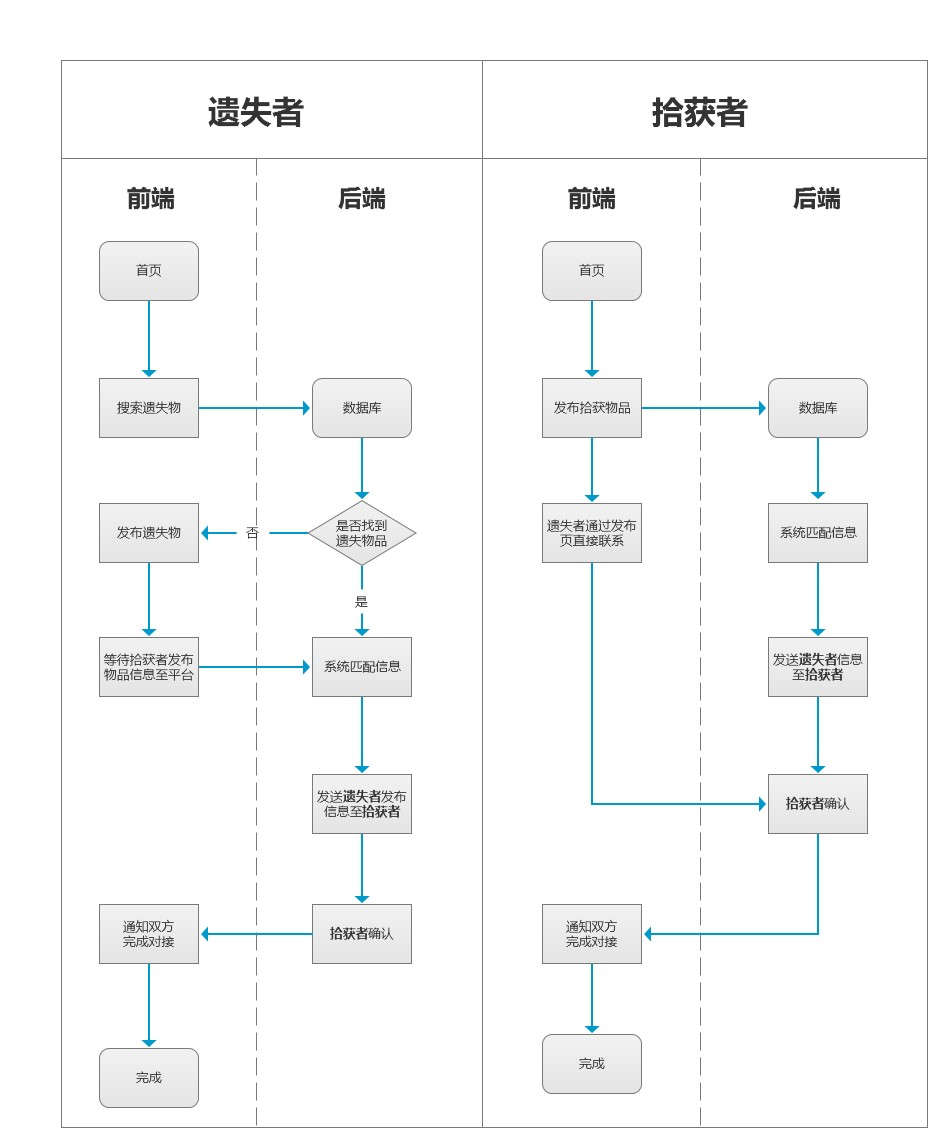 遗失者
拾获者
前端
后端
前端
后端
首页
首页
搜索遗失物
数据库
发布拾获物品
数据库
发布遗失物
否
是否找到
遗失物品
遗失者通过发布
页直接联系
系统匹配信息
是
等待拾获者发布
物品信息至平台
系统匹配信息
发送遗失者信息
至拾获者
发送遗失者发布
信息至拾获者
拾获者确认
通知双方
完成对接
拾获者确认
通知双方
完成对接
完成
完成